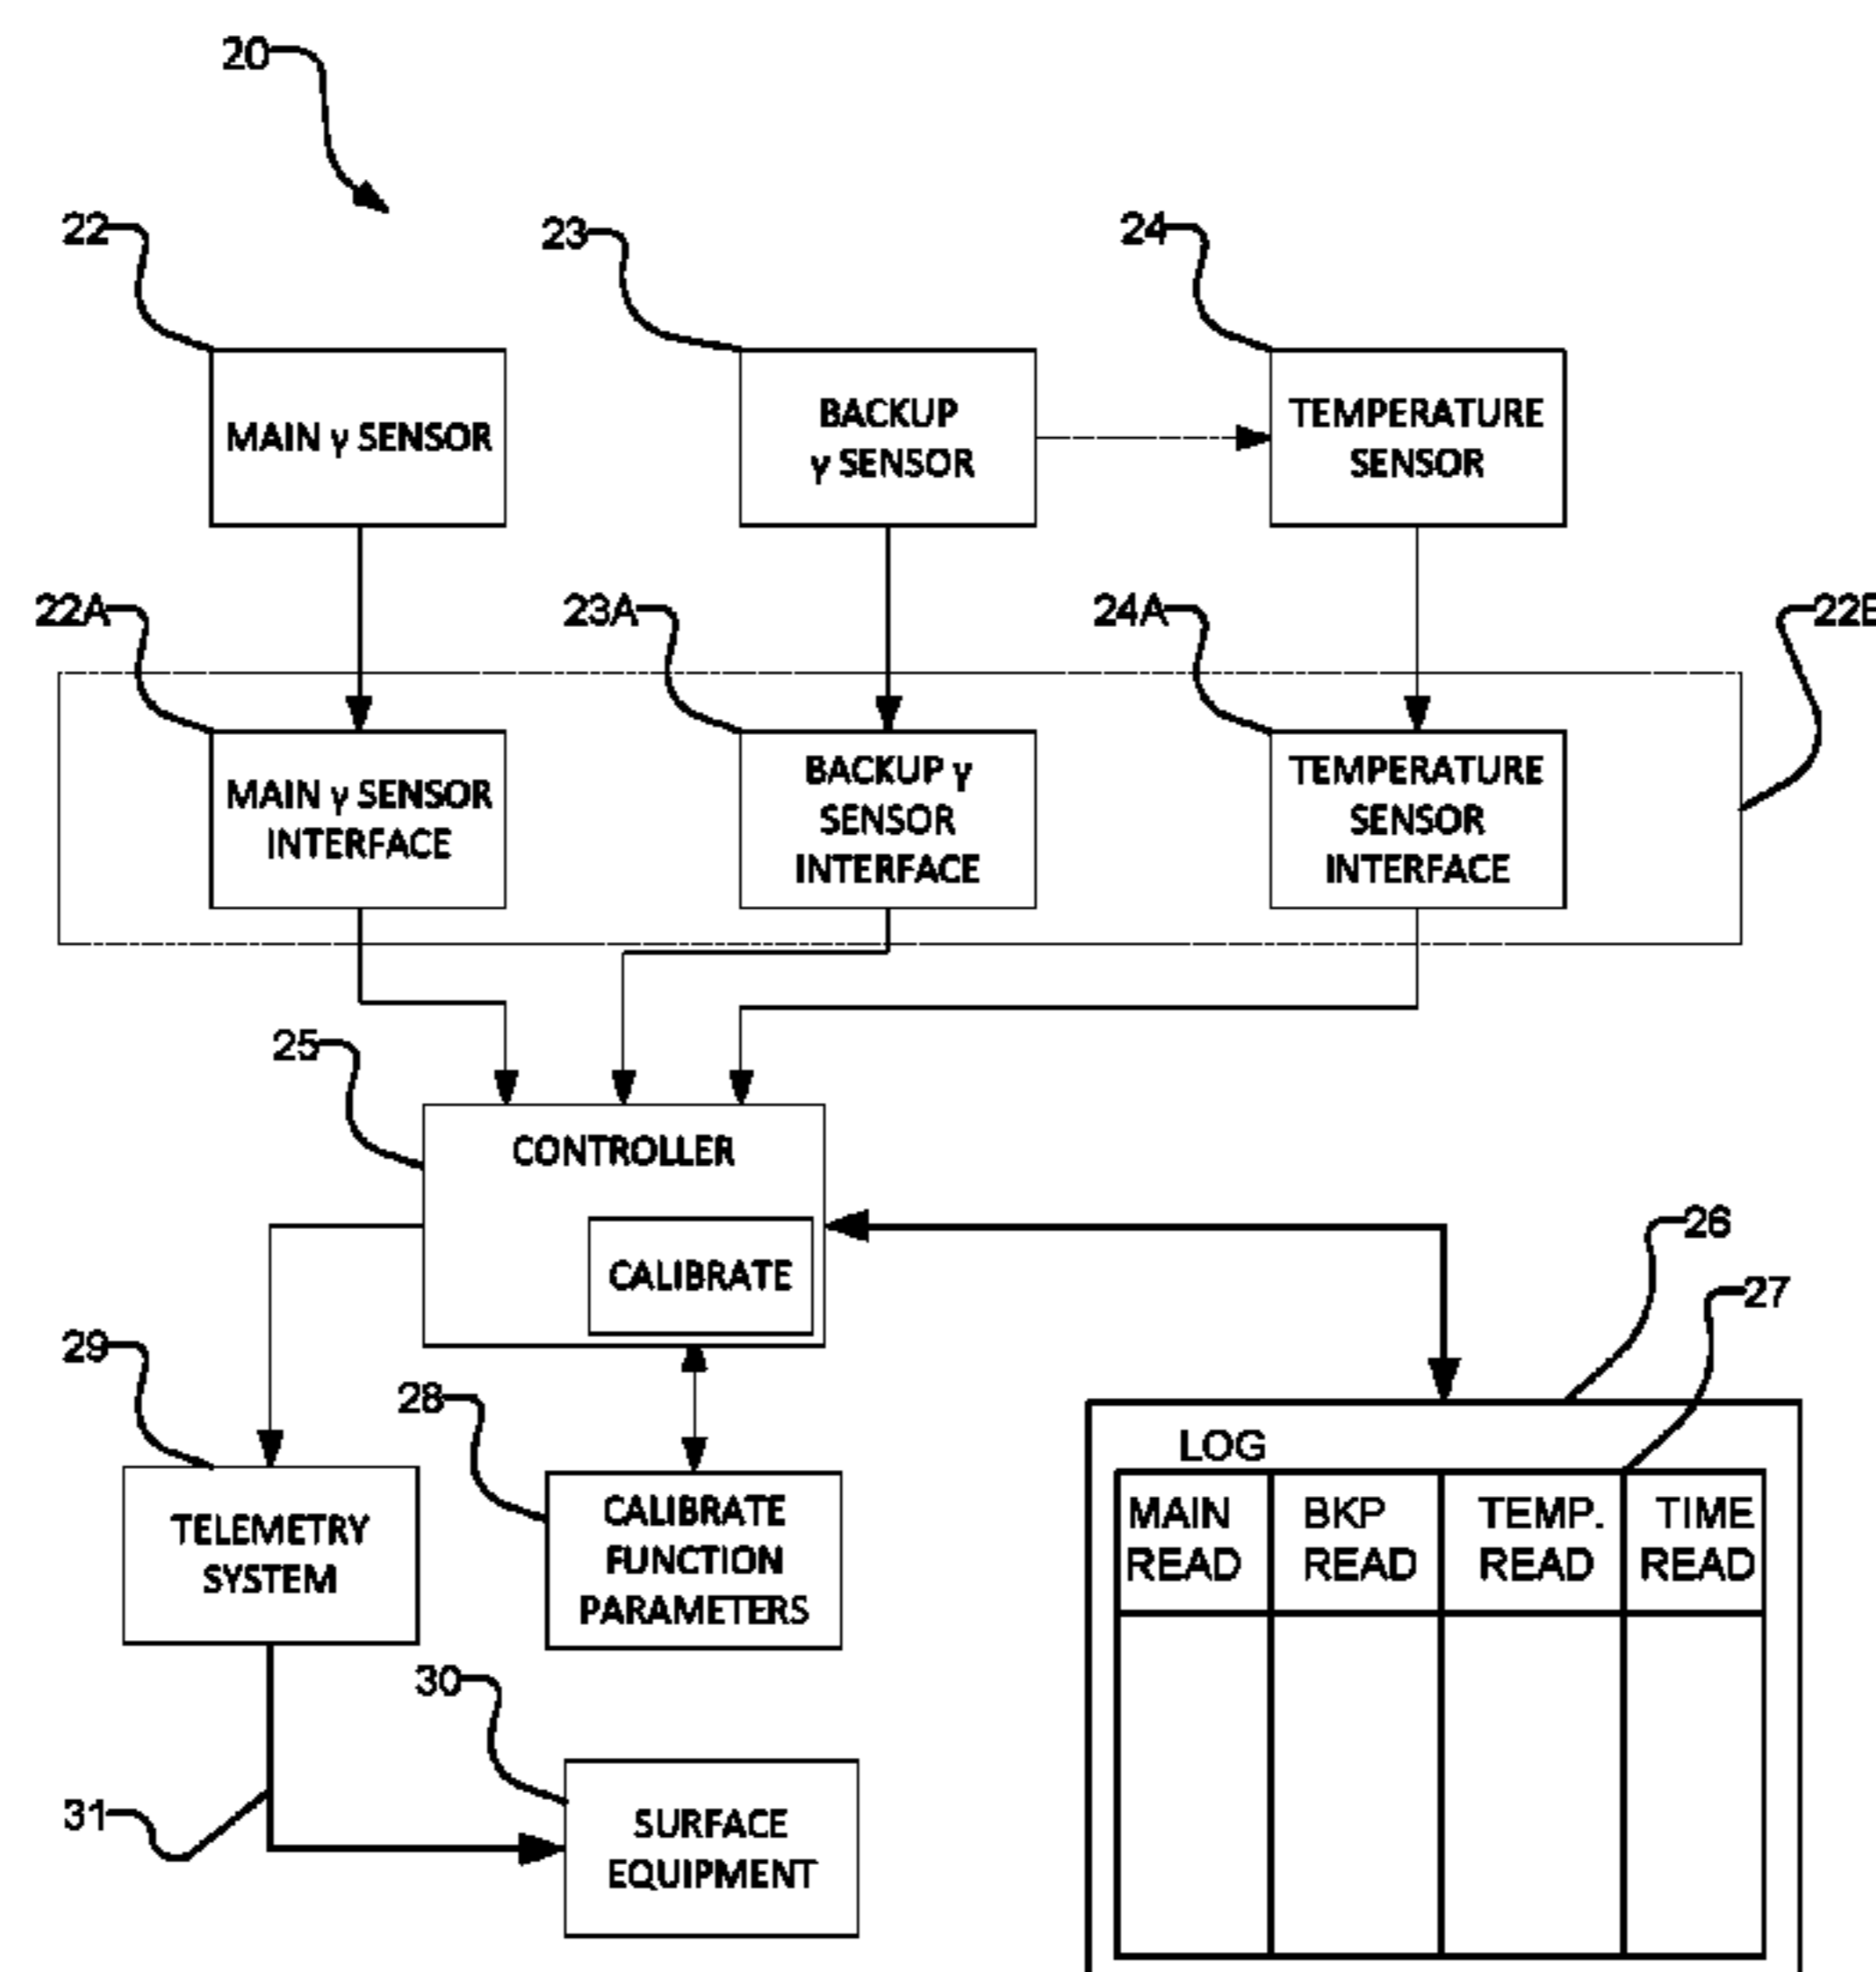 20
22
23
24
MAIN γ SENSOR
BACKUP
γ SENSOR
TEMPERATURE
SENSOR
22A
23A
24A
MAIN γ SENSOR
INTERFACE
BACKUP γ
SENSOR
INTERFACE
TEMPERATURE
SENSOR
INTERFACE
25
CONTROLLER
CALIBRATE
26
27
29
28
LOG
MAIN
READ
BKP
READ
TEMP.
READ
TIME
READ
TELEMETRY
SYSTEM
CALIBRATE
FUNCTION
PARAMETERS
30
31
SURFACE
EQUIPMENT